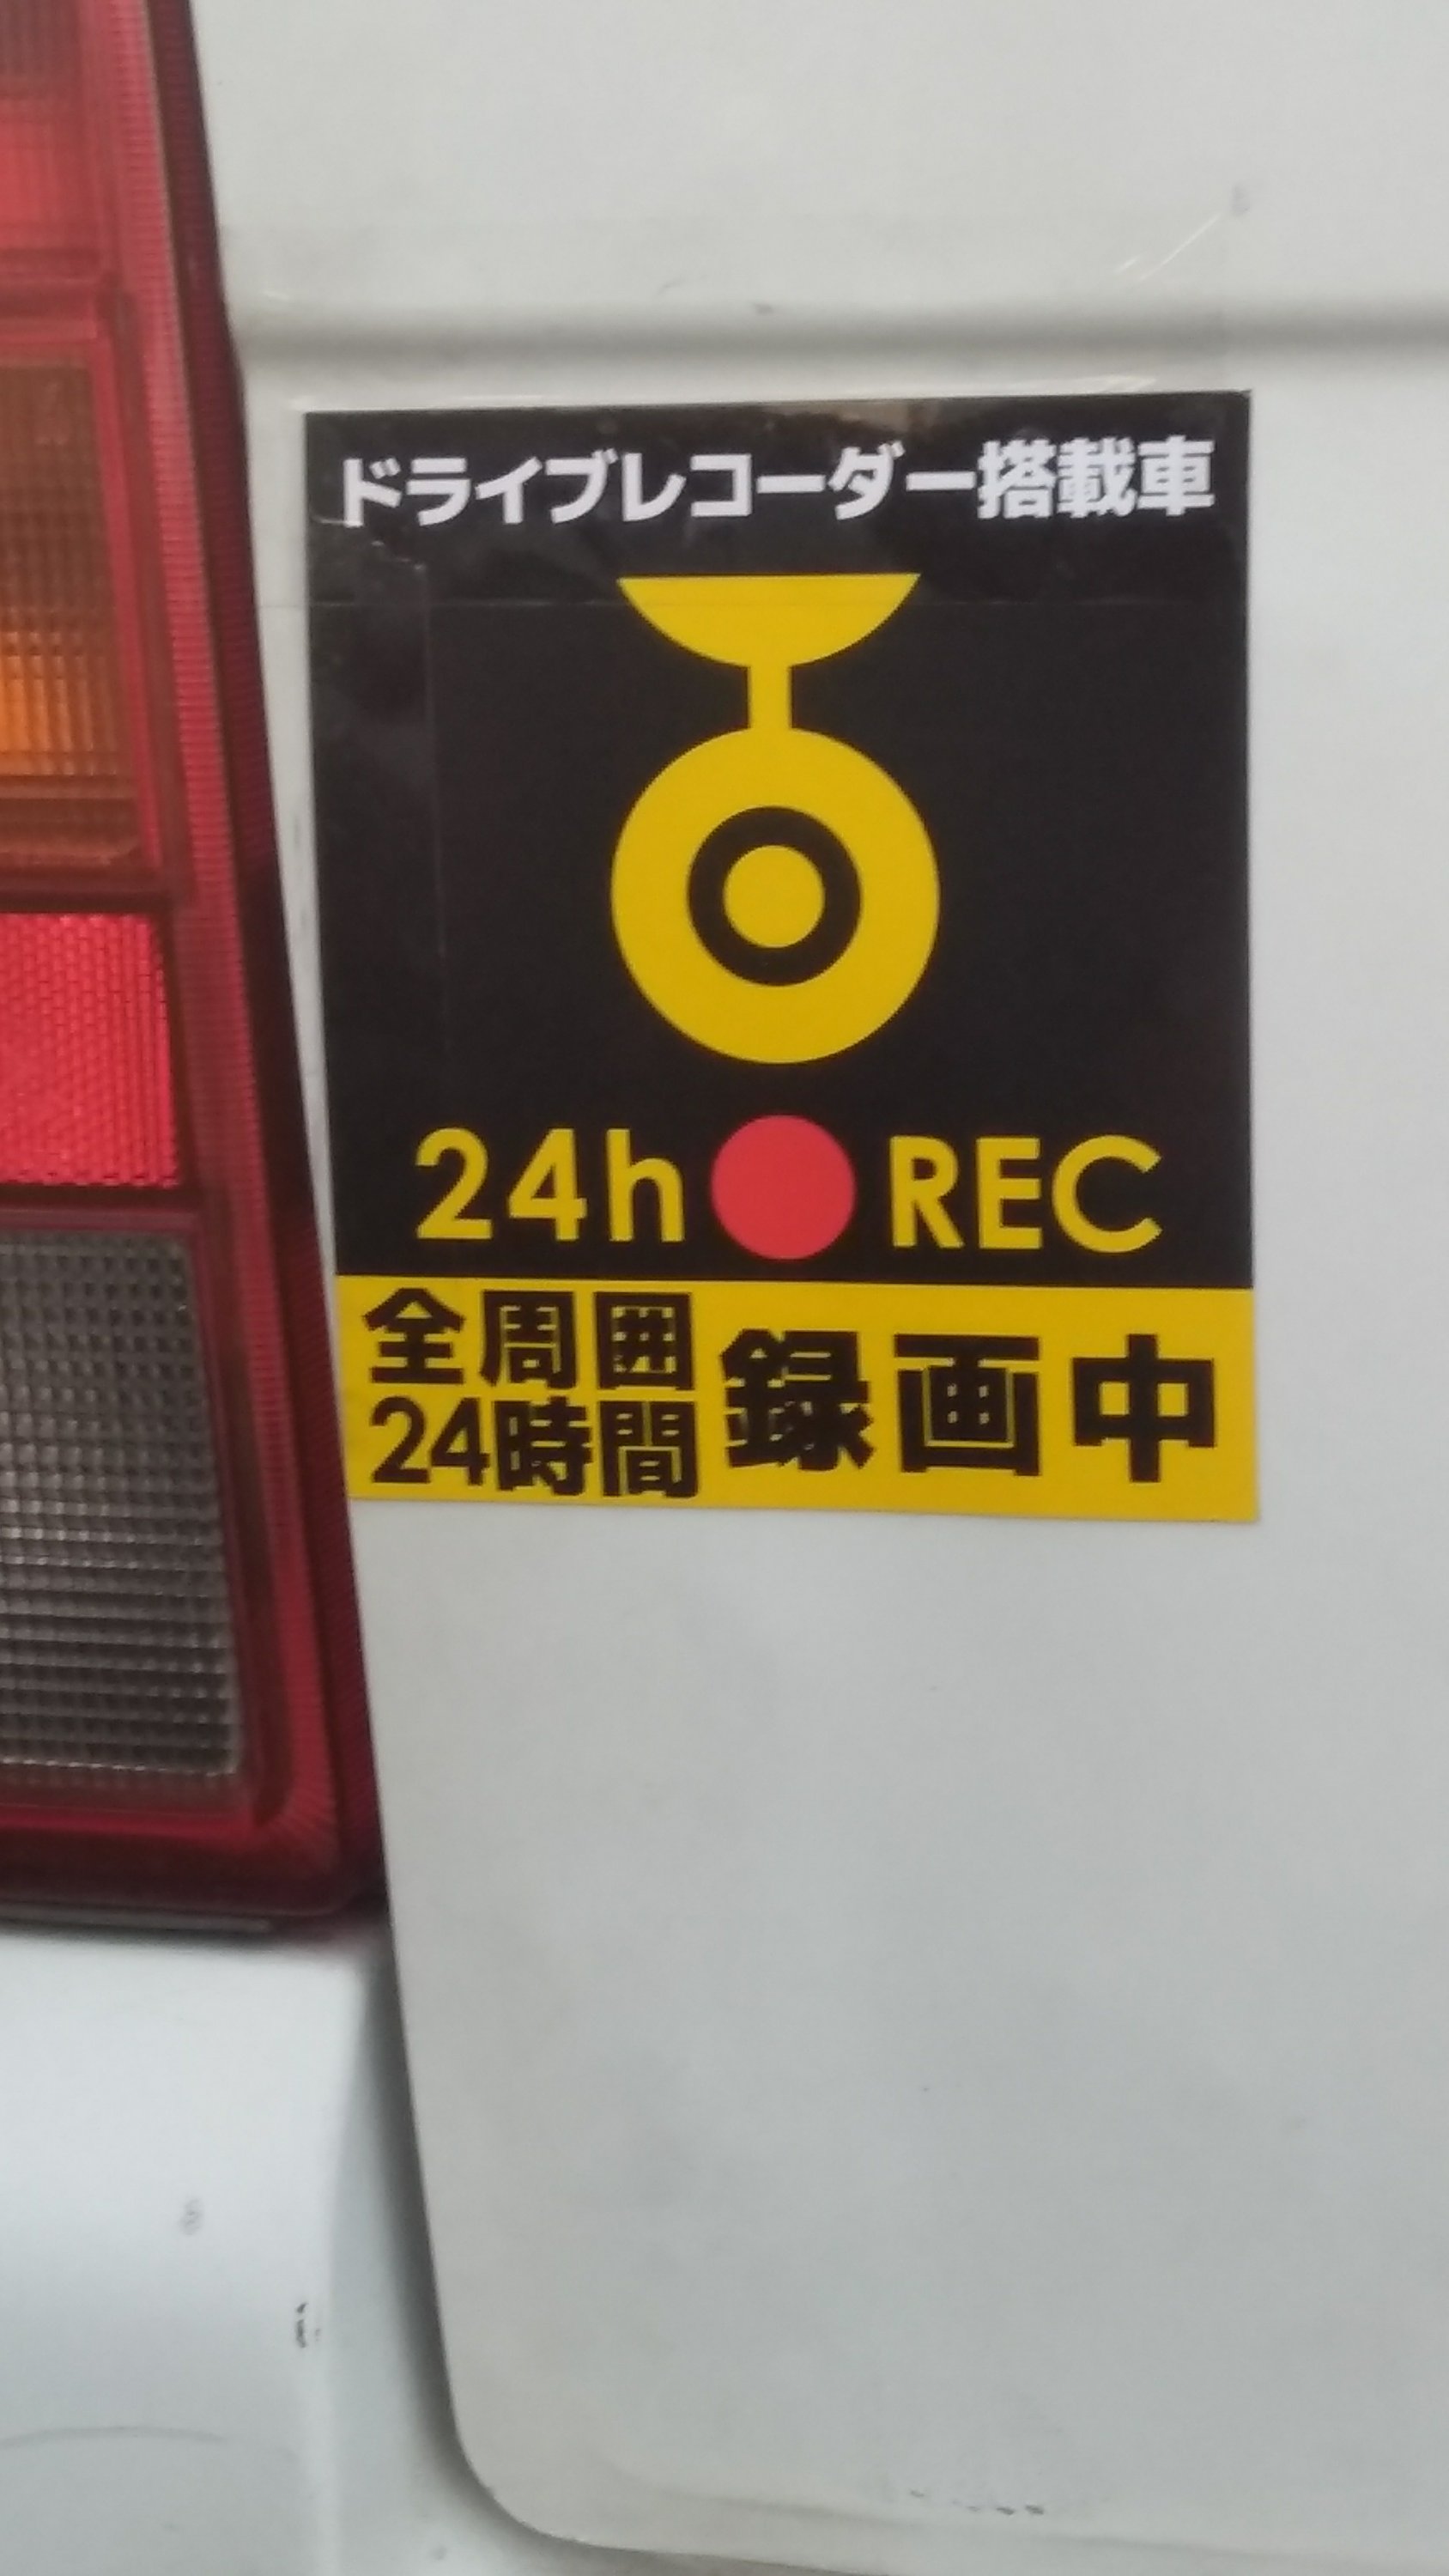 ドライブレコーダー搭載車
24h REC
全周囲
24時間
録画中